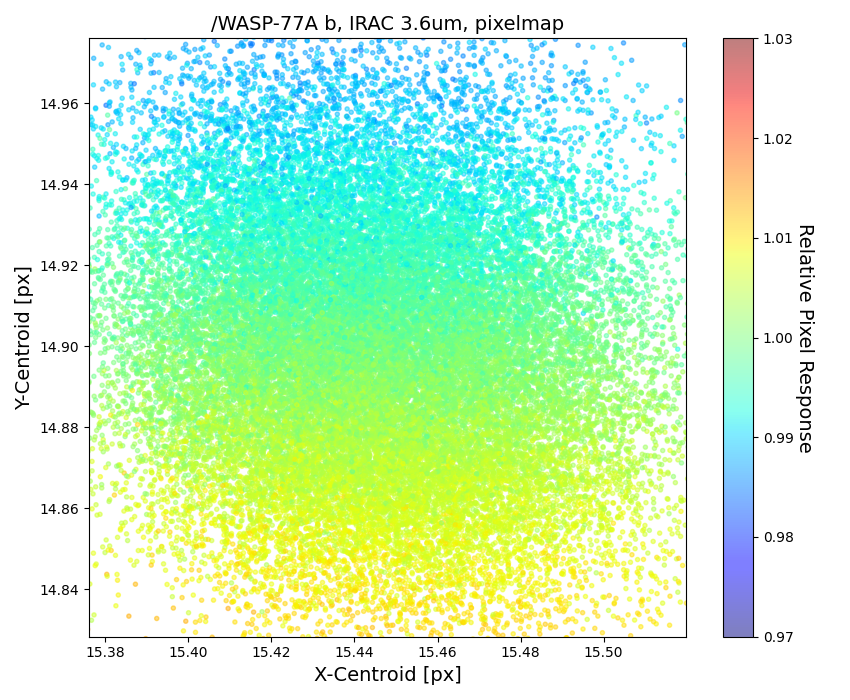 /WASP-77A b, IRAC 3.6um, pixelmap
14.96
14.94
14.92
14.90
14.88
14.86
14.84
Y-Centroid [px]
15.38 15.40 15.42 15.44 15.46 15.48 15.50
X-Centroid [px]
1.03
1.02
1.01
1.00
0.99
0.98
0.97
Relative Pixel Response